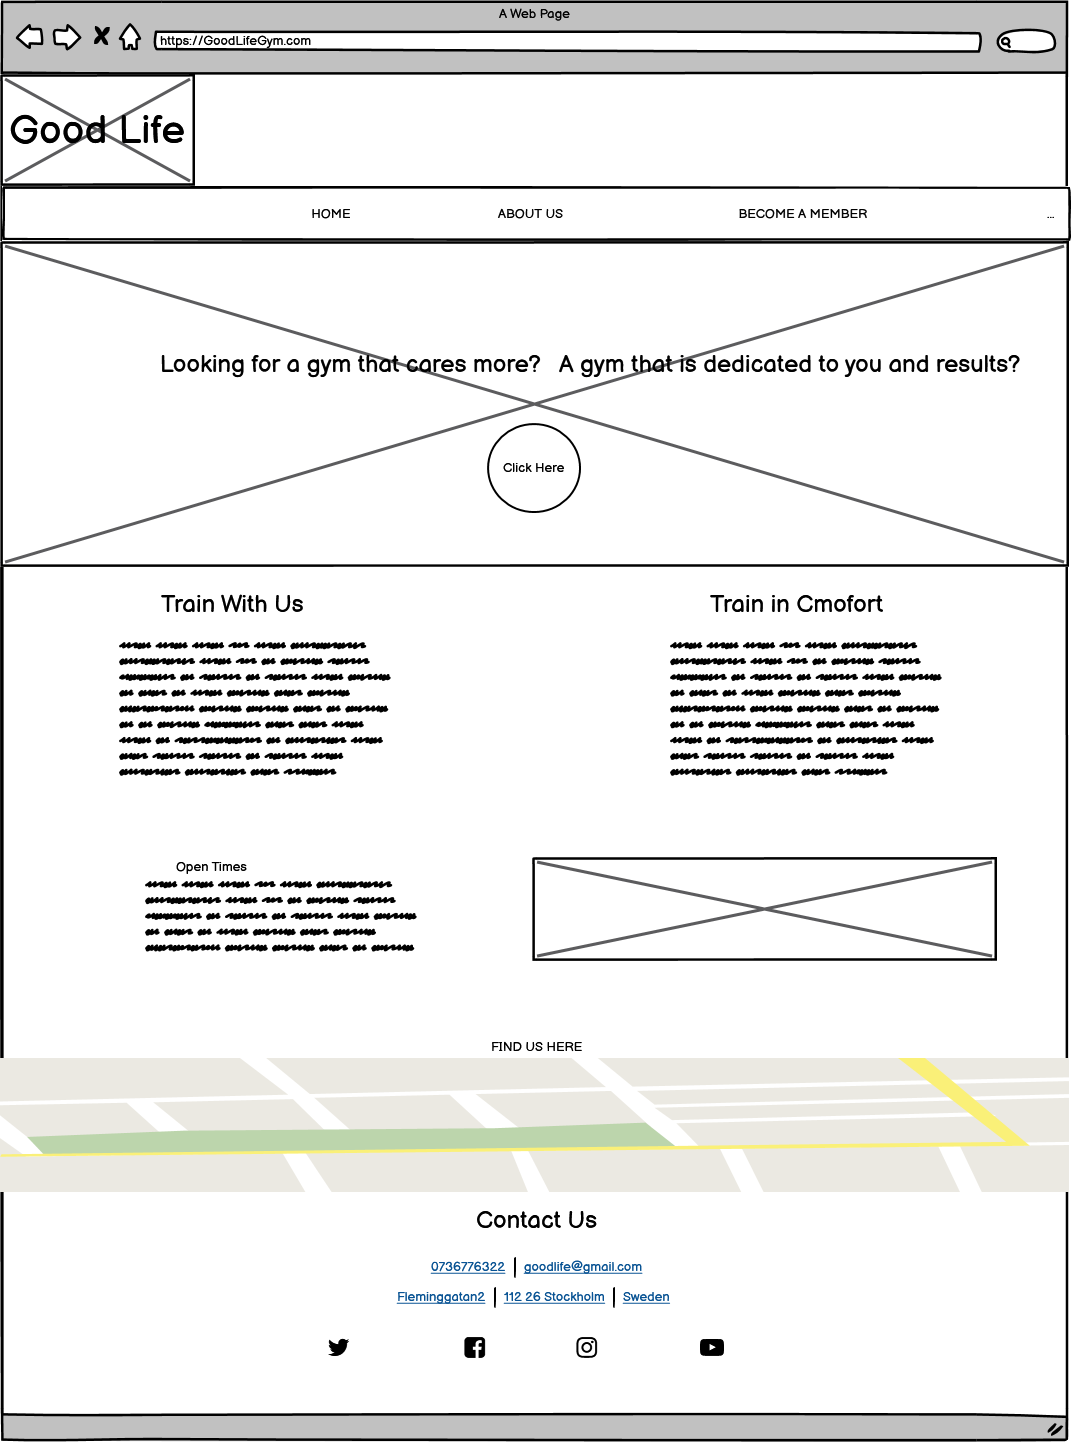 A Web Page
https://GoodLifeGym.com
Good Life
HOME ABOUT US BECOME A MEMBER ...
Looking for a gym that cares more? A gym that is dedicated to you and results?
Click Here
Train With Us
Train in Cmofort
Open Times
FIND US HERE
Contact Us
0736776322 | goodlife@gmail.com
Fleminggatan2 | 112 26 Stockholm | Sweden